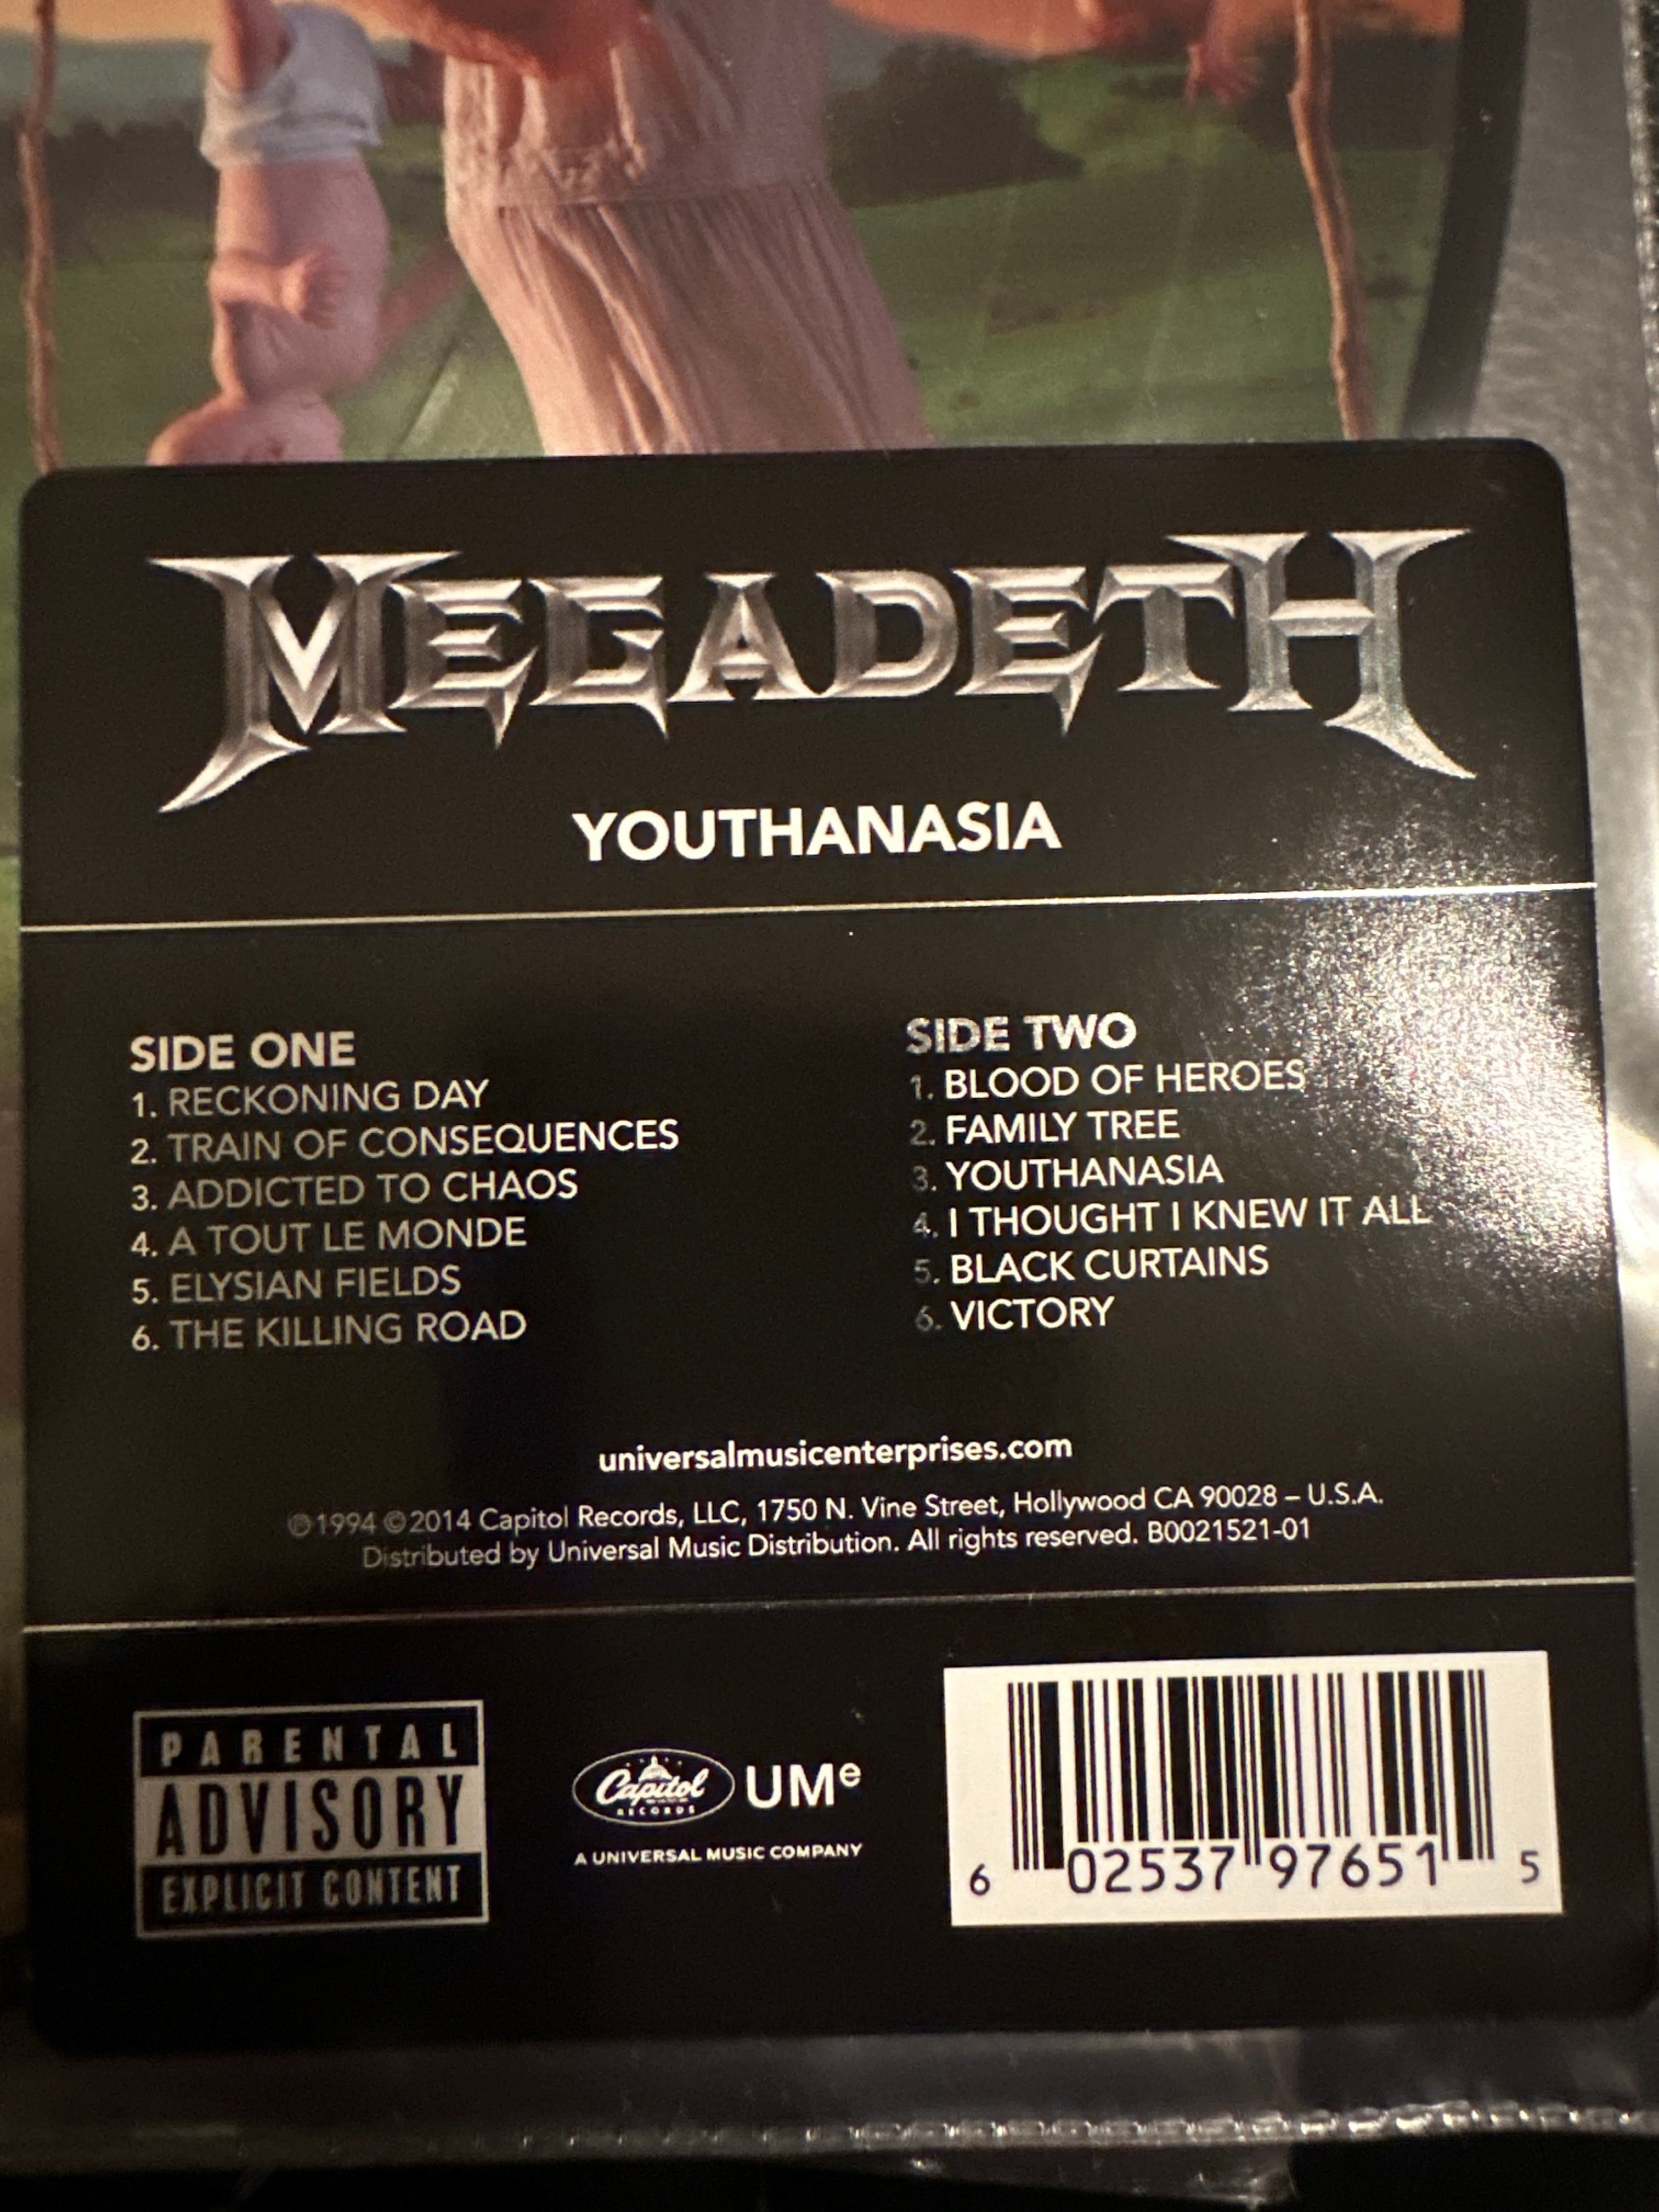 MEGADETH
YOUTHANASIA
SIDE ONE
1. RECKONING DAY
2. TRAIN OF CONSEQUENCES
3. ADDICTED TO CHAOS
4. A TOUT LE MONDE
5. ELYSIAN FIELDS
6. THE KILLING ROAD
SIDE TWO
1. BLOOD OF HEROES
2. FAMILY TREE
3. YOUTHANASIA
4. I THOUGHT I KNEW IT ALL
5. BLACK CURTAINS
6. VICTORY
universalmusicenterprises.com
℗1994 ©2014 Capitol Records, LLC, 1750 N. Vine Street, Hollywood CA 90028 – U.S.A.
Distributed by Universal Music Distribution. All rights reserved. B0021521-01
PARENTAL
ADVISORY
EXPLICIT CONTENT
Capitol
RECORDS
UMe
A UNIVERSAL MUSIC COMPANY
6 02537 97651 5